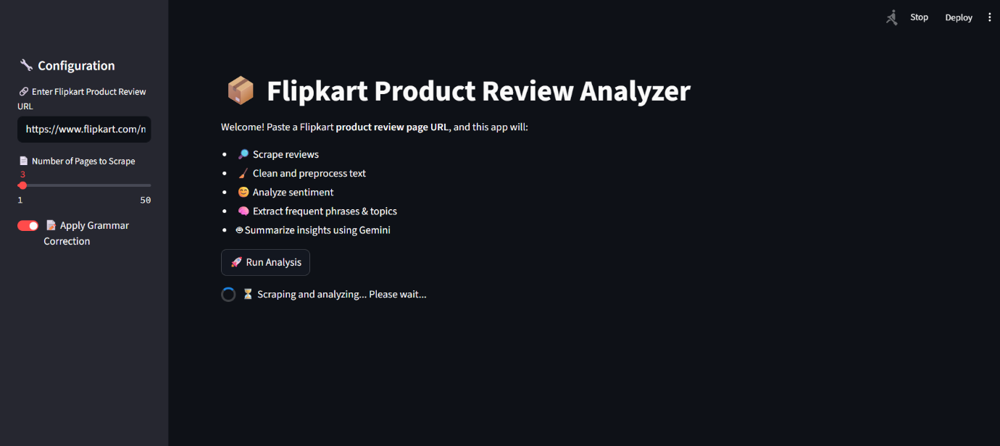 Stop Deploy
Configuration
Enter Flipkart Product Review
URL
https://www.flipkart.com/n
Number of Pages to Scrape
3
1 50
Apply Grammar
Correction
Flipkart Product Review Analyzer
Welcome! Paste a Flipkart product review page URL, and this app will:
Scrape reviews
Clean and preprocess text
Analyze sentiment
Extract frequent phrases & topics
Summarize insights using Gemini
Run Analysis
Scraping and analyzing... Please wait...